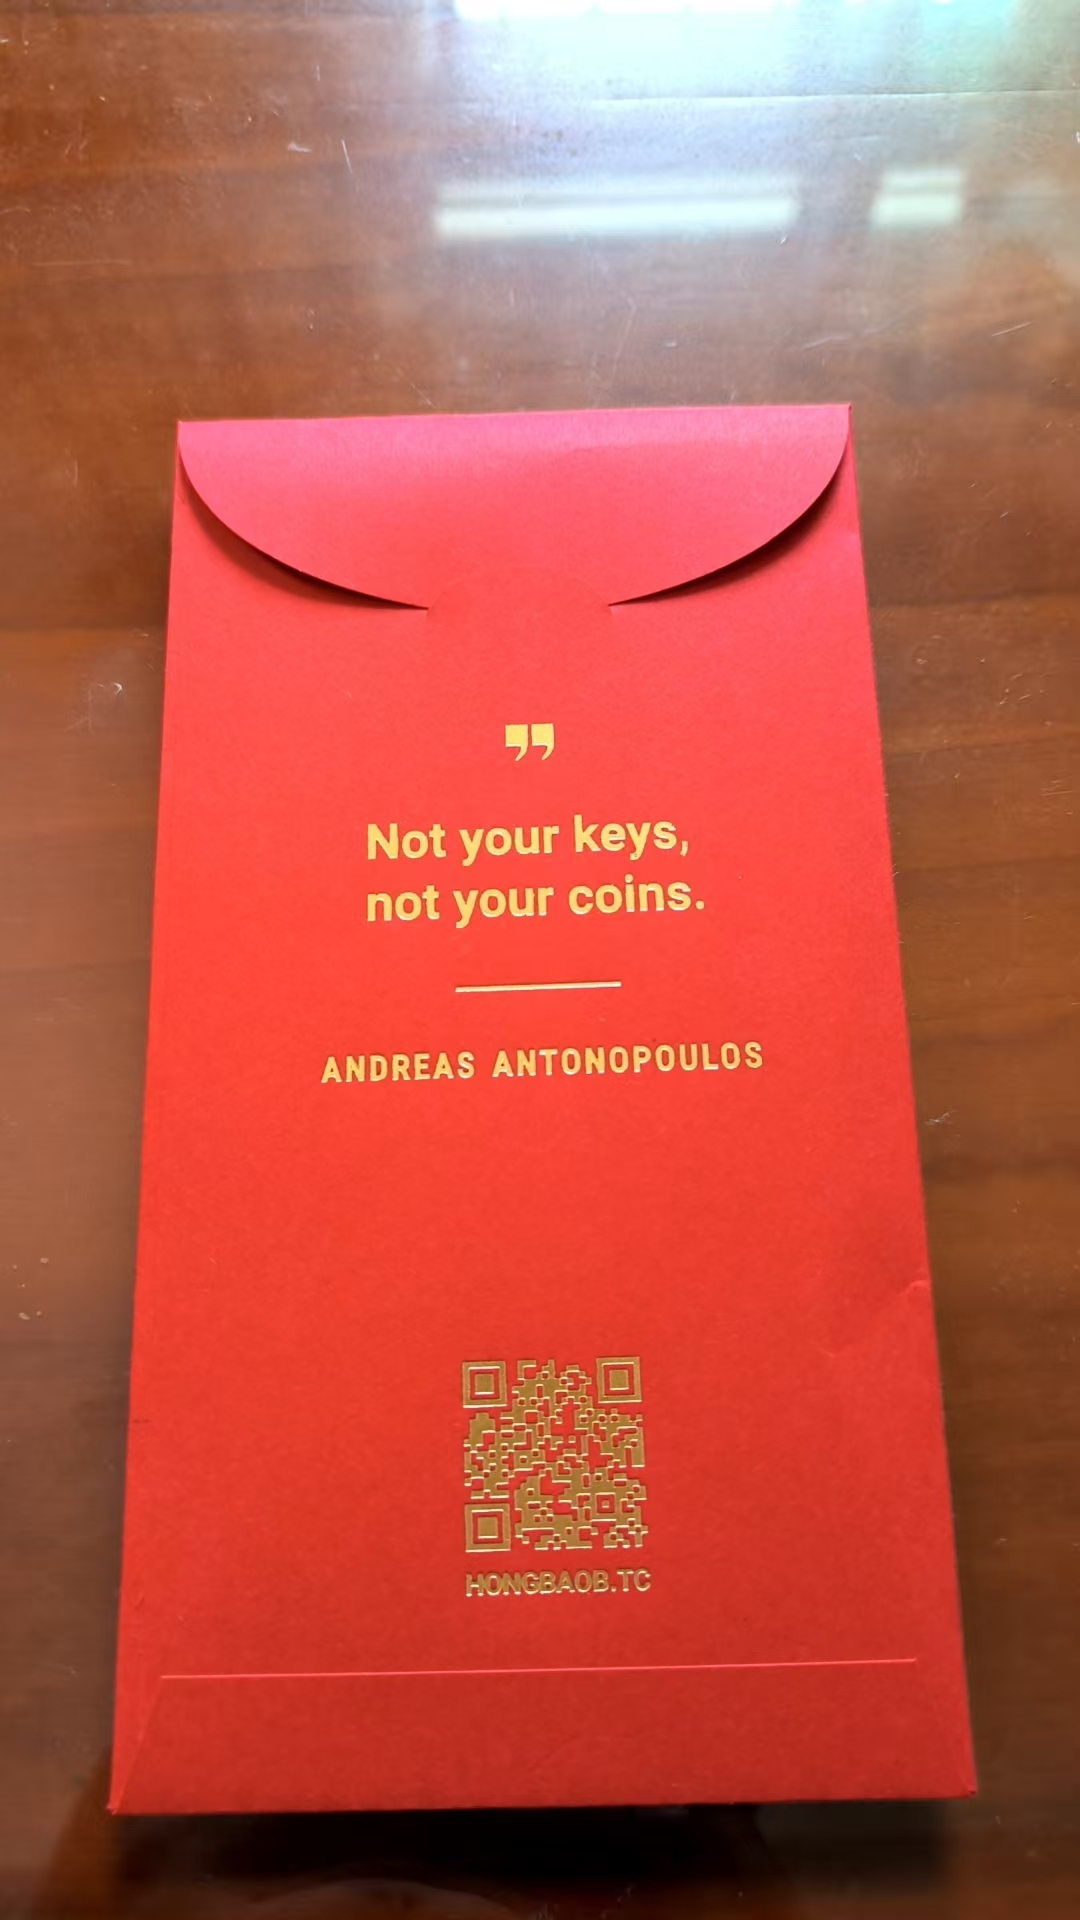 ”
Not your keys,
not your coins.
ANDREAS ANTONOPOULOS
HONGBAOB.TC